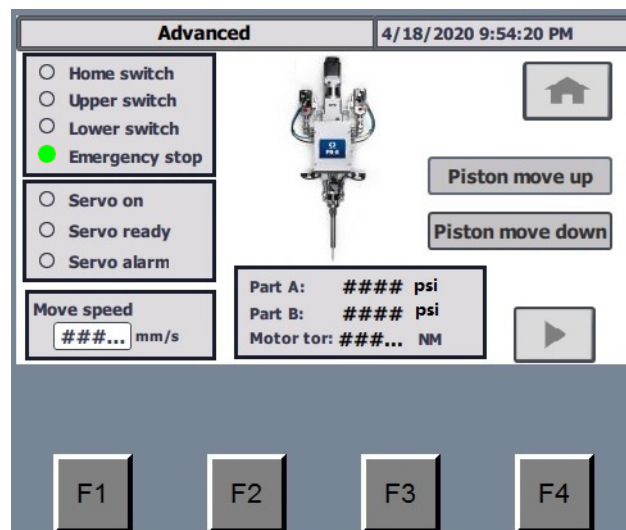 Advanced
4/18/2020 9:54:20 PM
Home switch
Upper switch
Lower switch
Emergency stop
Servo on
Servo ready
Servo alarm
Move speed
###... mm/s
Piston move up
Piston move down
Part A: #### psi
Part B: #### psi
Motor tor: ###... NM
F1
F2
F3
F4